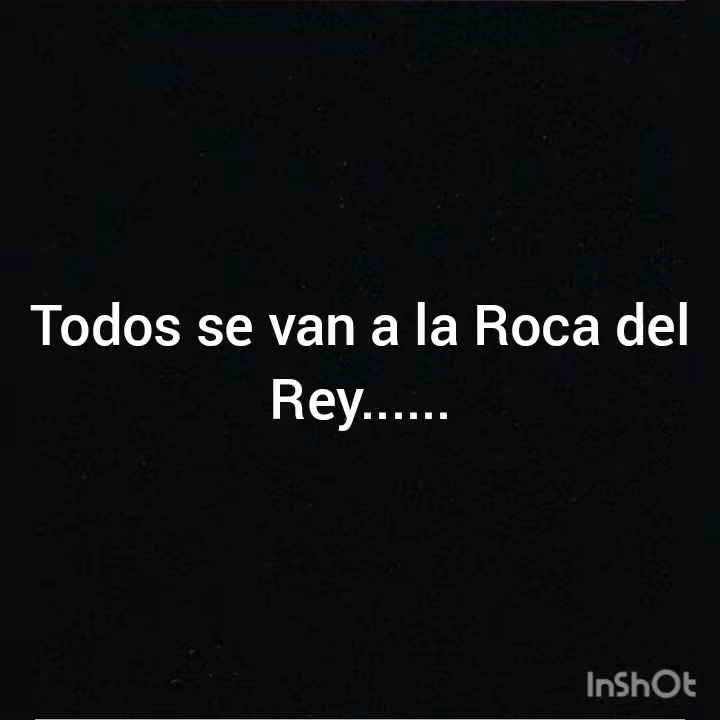 Todos se van a la Roca del
Rey......
InShOt